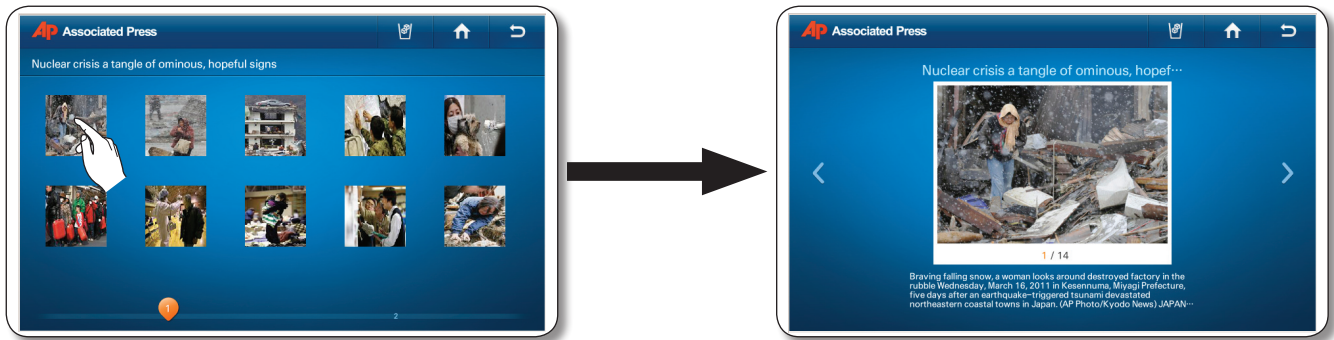 AP Associated Press
Nuclear crisis a tangle of ominous, hopeful signs
1
2
AP Associated Press
Nuclear crisis a tangle of ominous, hopef…
1 / 14
Braving falling snow, a woman looks around destroyed factory in the
rubble Wednesday, March 16, 2011 in Kesennuma, Miyagi Prefecture,
five days after an earthquake-triggered tsunami devastated
northeastern coastal towns in Japan. (AP Photo/Kyodo News) JAPAN…